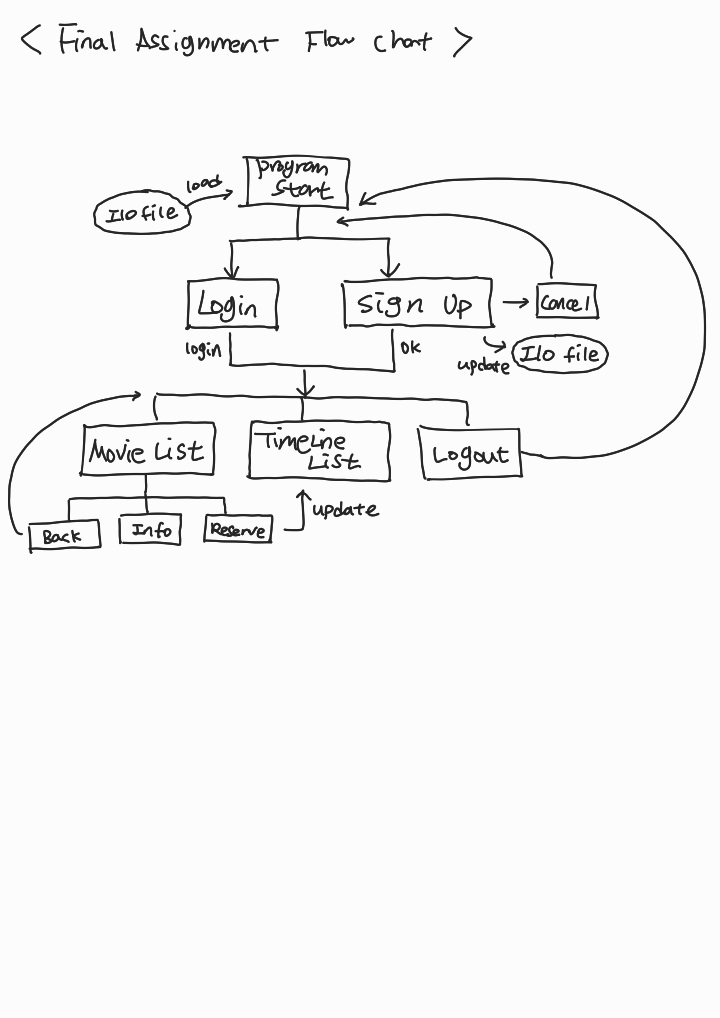 < Final Assignment Flow Chart >
program
start
load
I/O file
Login
Sign Up
Cancel
login
Ok
update
I/O file
Movie List
TimeLine
List
Logout
update
Back
Info
Reserve